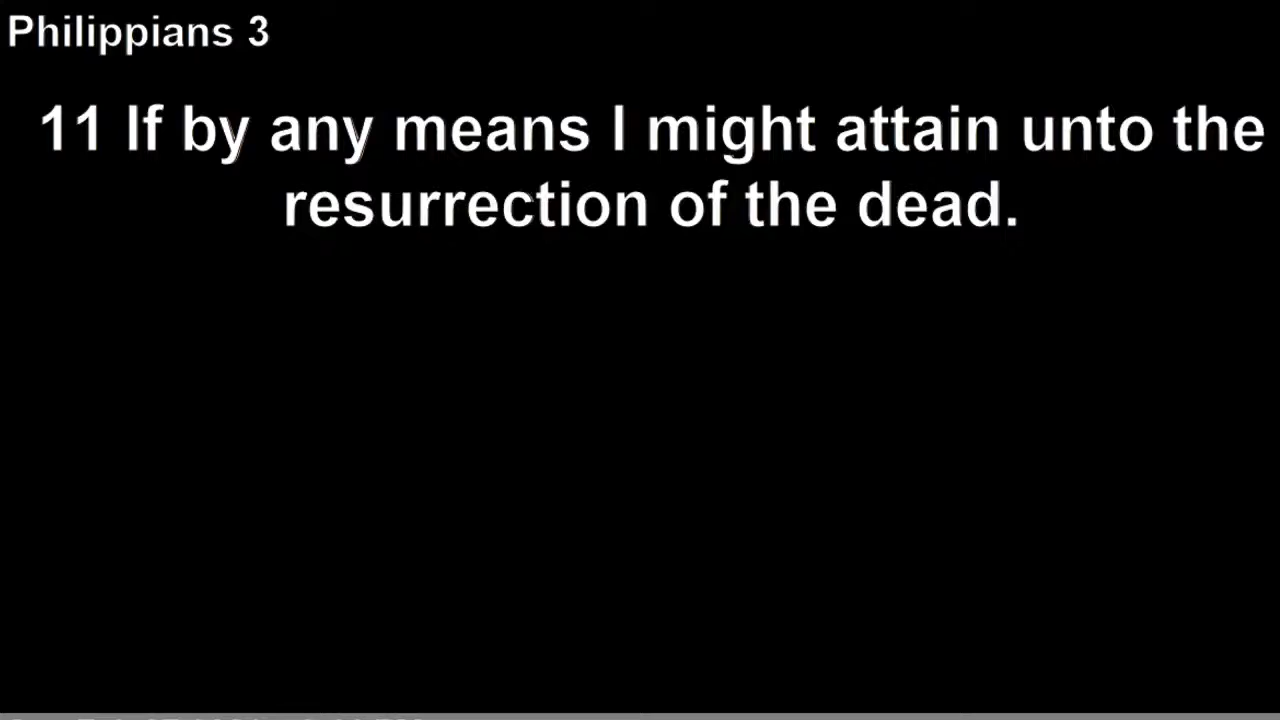 Philippians 3
11 If by any means I might attain unto the
resurrection of the dead.